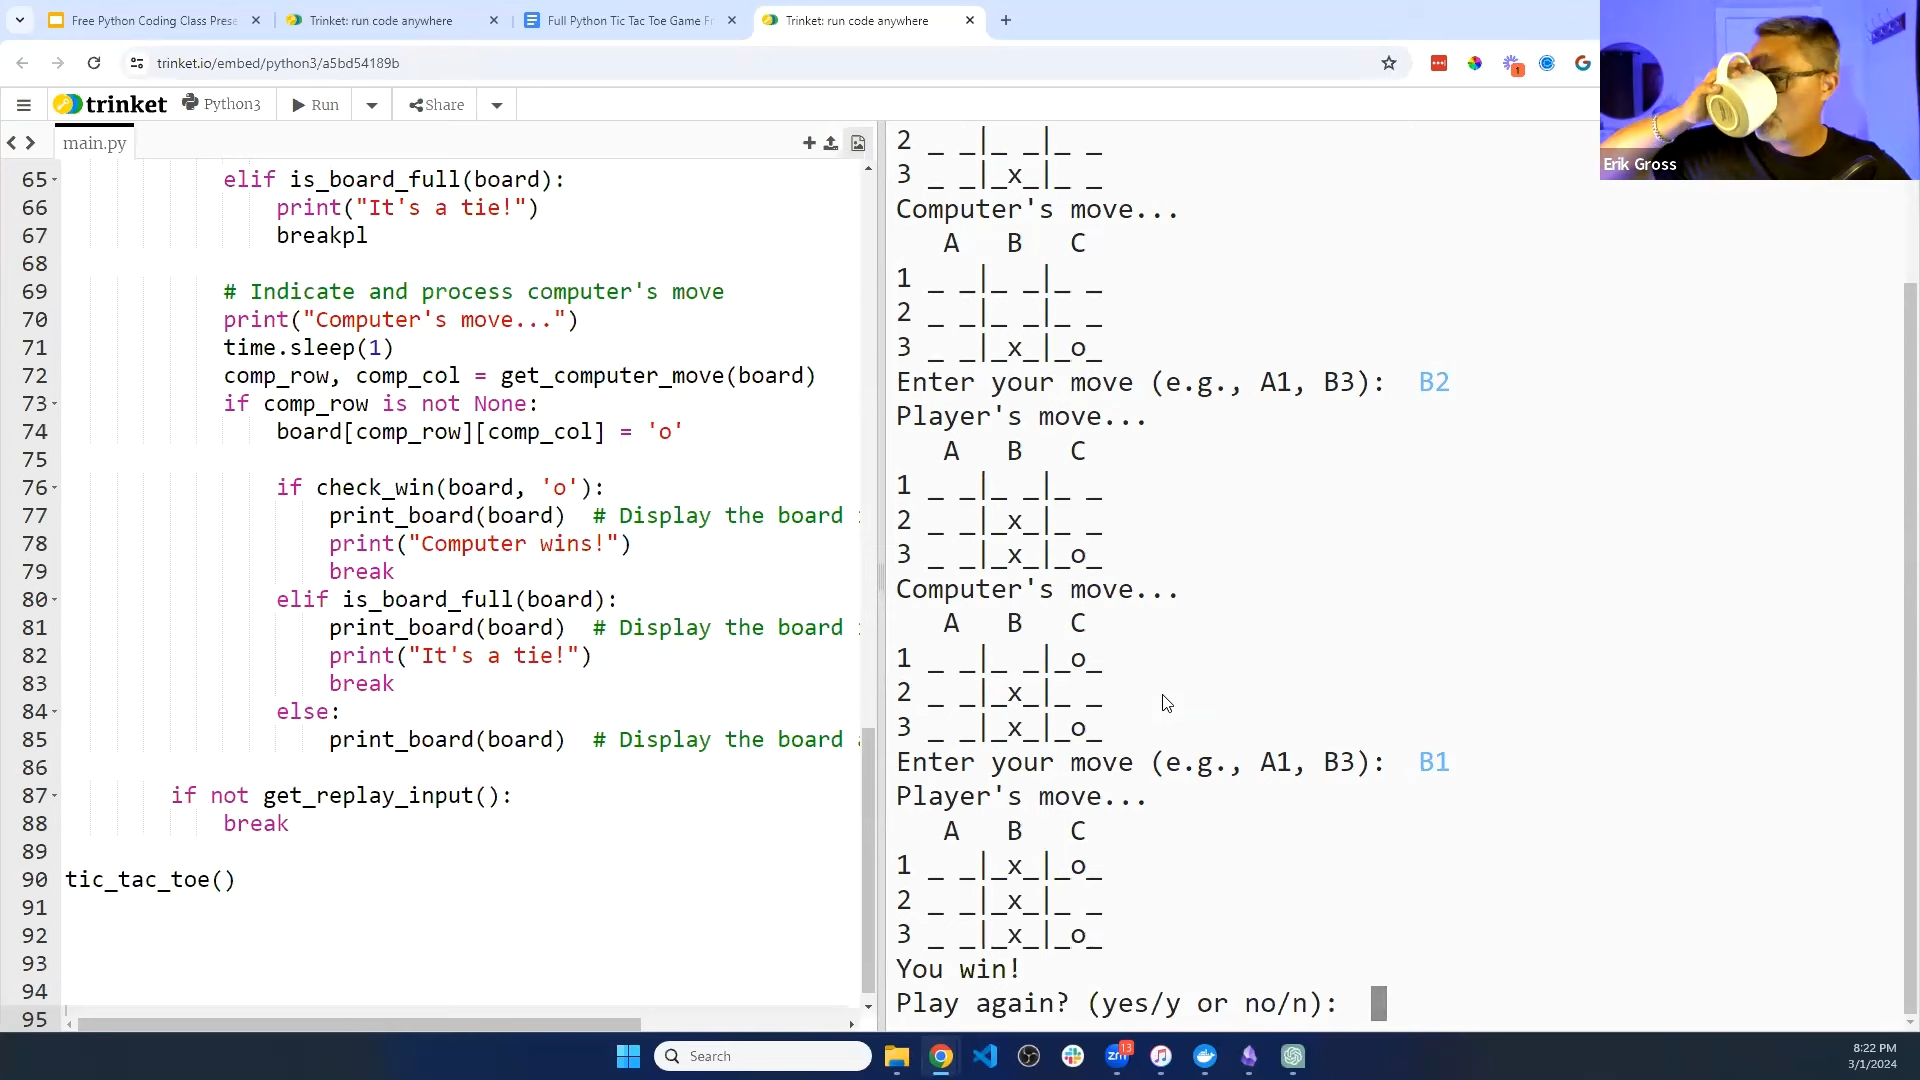 Free Python Coding Class Prese
Trinket: run code anywhere
Full Python Tic Tac Toe Game Fr
Trinket: run code anywhere
trinket.io/embed/python3/a5bd54189b
1
trinket
Python3
Run
Share
main.py
65 elif is_board_full(board):
66 print("It's a tie!")
67 breakpl
68
69 # Indicate and process computer's move
70 print("Computer's move...")
71 time.sleep(1)
72 comp_row, comp_col = get_computer_move(board)
73 if comp_row is not None:
74 board[comp_row][comp_col] = 'o'
75
76 if check_win(board, 'o'):
77 print_board(board)  # Display the board
78 print("Computer wins!")
79 break
80 elif is_board_full(board):
81 print_board(board)  # Display the board
82 print("It's a tie!")
83 break
84 else:
85 print_board(board)  # Display the board
86
87 if not get_replay_input():
88 break
89
90 tic_tac_toe()
91
92
93
94
95
2 _ _|_ _|_ _
3 _ _|_x_|_ _
Computer's move...
A B C
1 _ _|_ _|_ _
2 _ _|_ _|_ _
3 _ _|_x_|_o_
Enter your move (e.g., A1, B3): B2
Player's move...
A B C
1 _ _|_ _|_ _
2 _ _|_x_|_ _
3 _ _|_x_|_o_
Computer's move...
A B C
1 _ _|_ _|_o_
2 _ _|_x_|_ _
3 _ _|_x_|_o_
Enter your move (e.g., A1, B3): B1
Player's move...
A B C
1 _ _|_x_|_o_
2 _ _|_x_|_ _
3 _ _|_x_|_o_
You win!
Play again? (yes/y or no/n):
Erik Gross
Search
zm
13
8:22 PM
3/1/2024